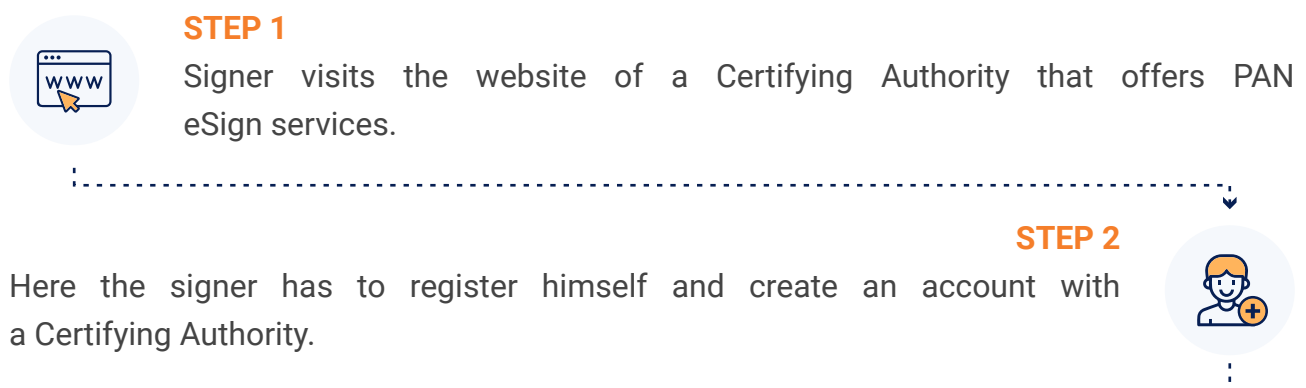 STEP 1
www
Signer visits the website of a Certifying Authority that offers PAN
eSign services.
STEP 2
Here the signer has to register himself and create an account with
a Certifying Authority.